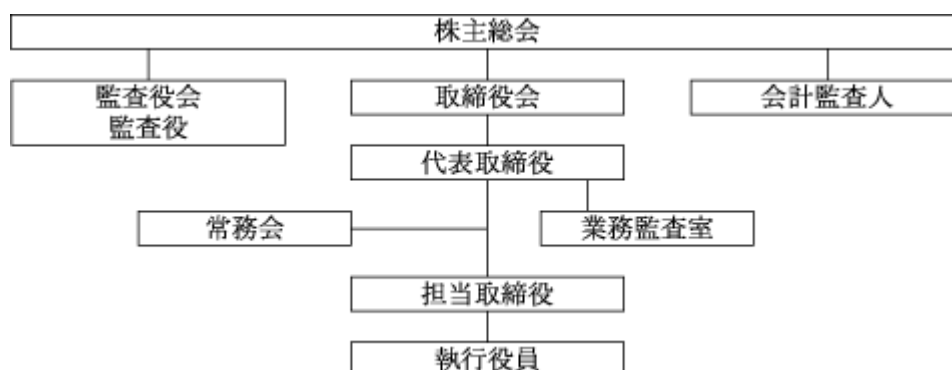 株主総会
監査役会
監査役
取締役会
会計監査人
代表取締役
常務会
業務監査室
担当取締役
執行役員